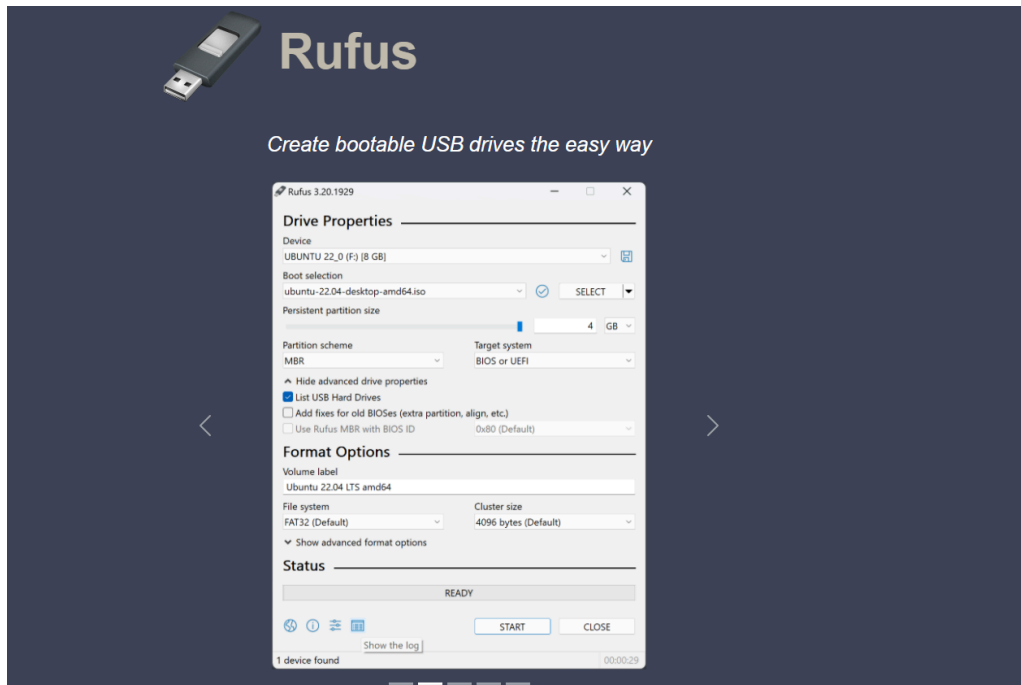 Rufus
Create bootable USB drives the easy way
Rufus 3.20.1929
Drive Properties
Device
UBUNTU 22_0 (F:) [8 GB]
Boot selection
ubuntu-22.04-desktop-amd64.iso
SELECT
Persistent partition size
4 GB
Partition scheme Target system
MBR BIOS or UEFI
Hide advanced drive properties
List USB Hard Drives
Add fixes for old BIOSes (extra partition, align, etc.)
Use Rufus MBR with BIOS ID 0x80 (Default)
Format Options
Volume label
Ubuntu 22.04 LTS amd64
File system Cluster size
FAT32 (Default) 4096 bytes (Default)
Show advanced format options
Status
READY
START CLOSE
Show the log
1 device found 00:00:29